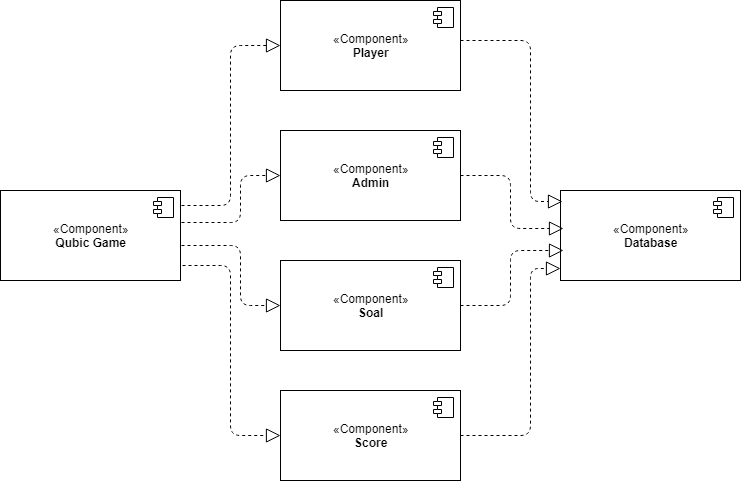 «Component»
Player
«Component»
Admin
«Component»
Qubic Game
«Component»
Database
«Component»
Soal
«Component»
Score